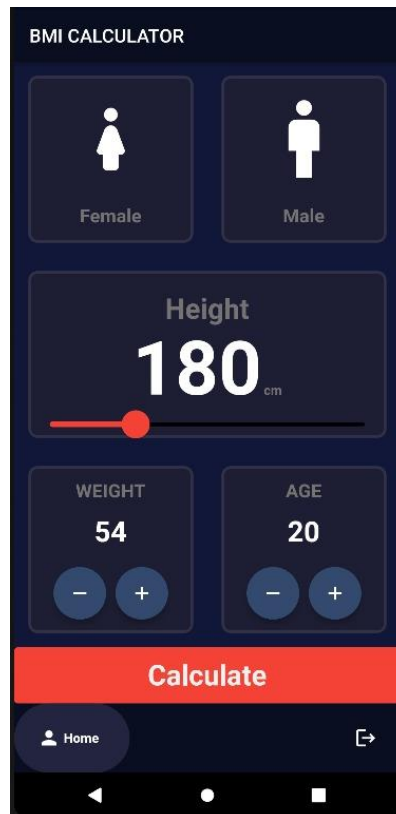 BMI CALCULATOR
Female
Male
Height
180 cm
WEIGHT
AGE
54
20
− +
− +
Calculate
Home